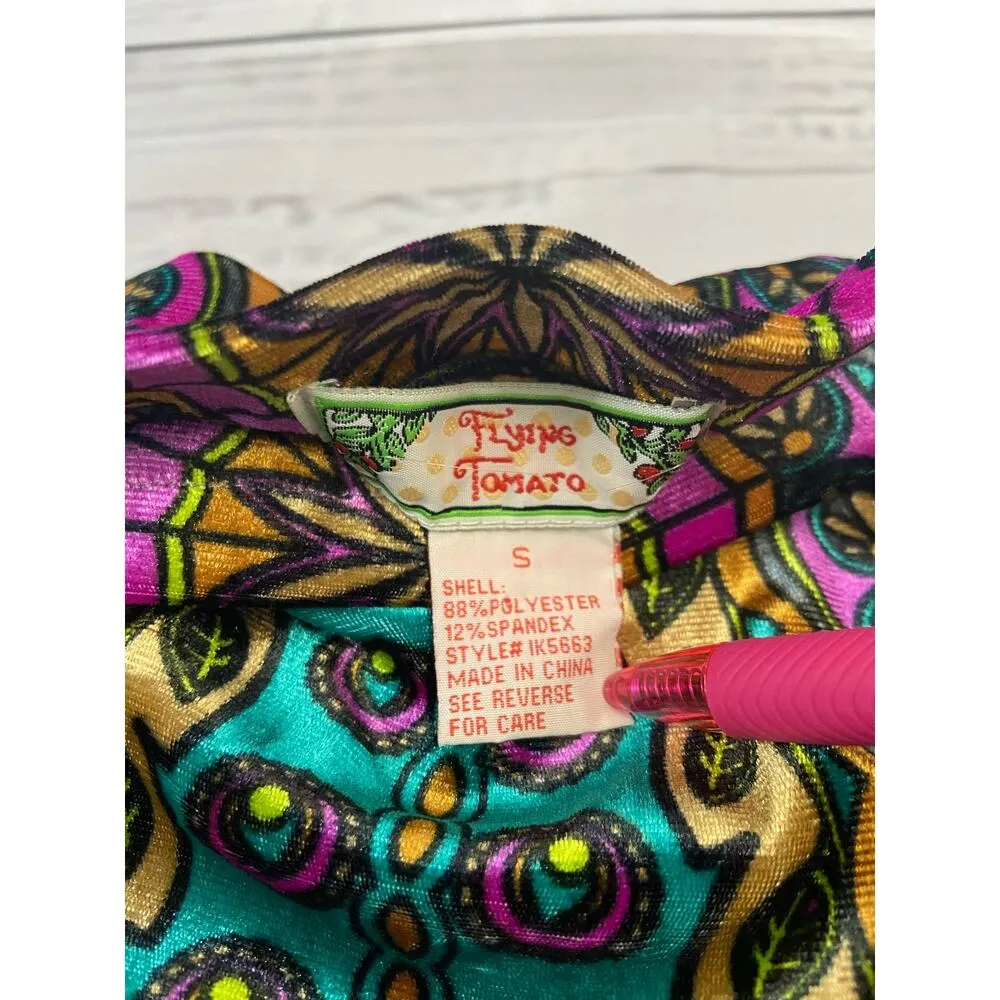 FLYING
TOMATO
S
SHELL:
88%POLYESTER
12%SPANDEX
STYLE# IK5663
MADE IN CHINA
SEE REVERSE
FOR CARE